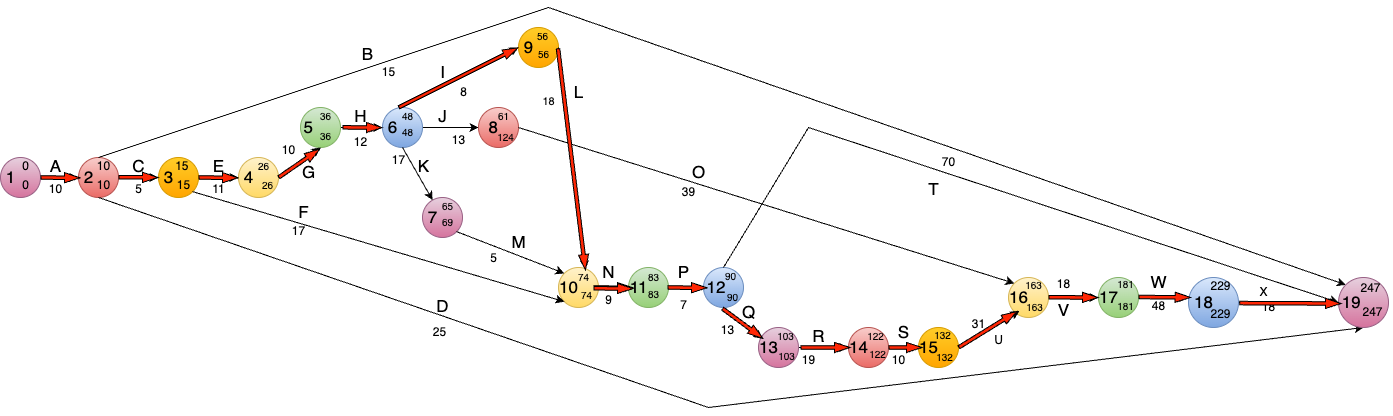 B
15
9 56
56
I
8
L
18
5 36
36
H
12
6 48
48
J
13
8 61
124
10
G
17
K
70
T
O
39
1 0
0
A
10
2 10
10
C
5
3 15
15
E
11
4 26
26
F
17
7 65
69
M
5
D
25
10 74
74
N
9
11 83
83
P
7
12 90
90
Q
13
13 103
103
R
19
14 122
122
S
10
15 132
132
31
U
16 163
163
18
V
17 181
181
W
48
18 229
229
X
18
19 247
247